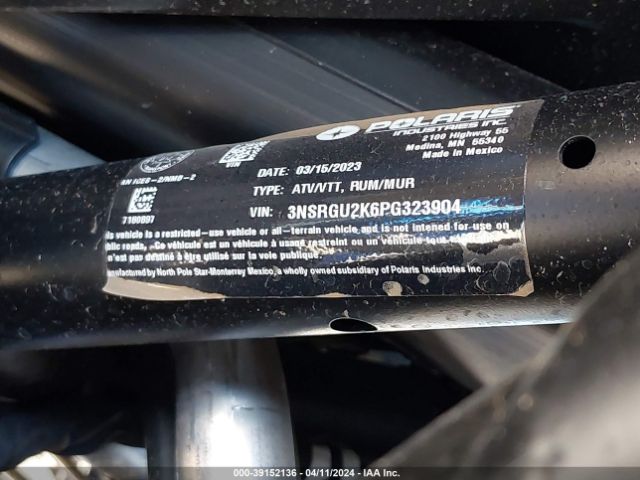 POLARIS
INDUSTRIES INC
2100 Highway 55
Medina, MN 55340
Made in Mexico
DATE: 03/15/2023
TYPE: ATV/VTT, RUM/MUR
7180897
VIN: 3NSRGU2K6PG323904
vehicle is a restricted-use vehicle or all-terrain vehicle and is not intened for use on
roads. / Ce véhicule est un véhicule à usage restreint ou un véhicule tous
n'est pas destiné à être utilisé sur la voie publique.
by North Pole Star-Monterrey Mexico, a wholly owned subsidiary of Polaris Industries Inc.
000-39152136 - 04/11/2024 - IAA Inc.